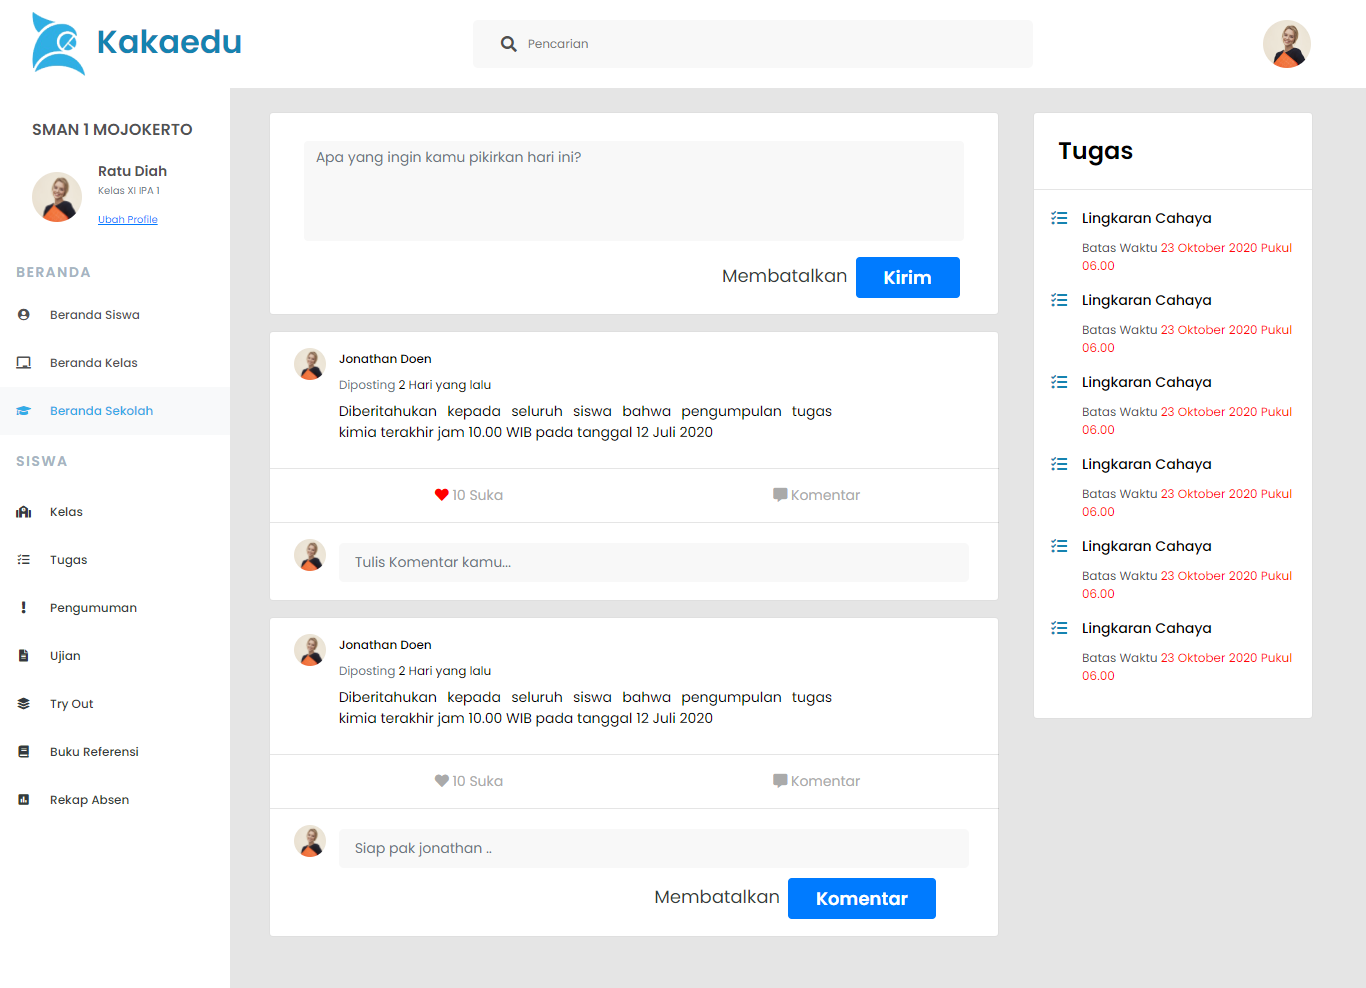 Kakaedu
Pencarian
SMAN 1 MOJOKERTO
Ratu Diah
Kelas XI IPA 1
Ubah Profile
BERANDA
Beranda Siswa
Beranda Kelas
Beranda Sekolah
SISWA
Kelas
Tugas
Pengumuman
Ujian
Try Out
Buku Referensi
Rekap Absen
Apa yang ingin kamu pikirkan hari ini?
Membatalkan Kirim
Jonathan Doen
Diposting 2 Hari yang lalu
Diberitahukan kepada seluruh siswa bahwa pengumpulan tugas
kimia terakhir jam 10.00 WIB pada tanggal 12 Juli 2020
10 Suka Komentar
Tulis Komentar kamu...
Jonathan Doen
Diposting 2 Hari yang lalu
Diberitahukan kepada seluruh siswa bahwa pengumpulan tugas
kimia terakhir jam 10.00 WIB pada tanggal 12 Juli 2020
10 Suka Komentar
Siap pak jonathan ..
Membatalkan Komentar
Tugas
Lingkaran Cahaya
Batas Waktu 23 Oktober 2020 Pukul
06.00
Lingkaran Cahaya
Batas Waktu 23 Oktober 2020 Pukul
06.00
Lingkaran Cahaya
Batas Waktu 23 Oktober 2020 Pukul
06.00
Lingkaran Cahaya
Batas Waktu 23 Oktober 2020 Pukul
06.00
Lingkaran Cahaya
Batas Waktu 23 Oktober 2020 Pukul
06.00
Lingkaran Cahaya
Batas Waktu 23 Oktober 2020 Pukul
06.00